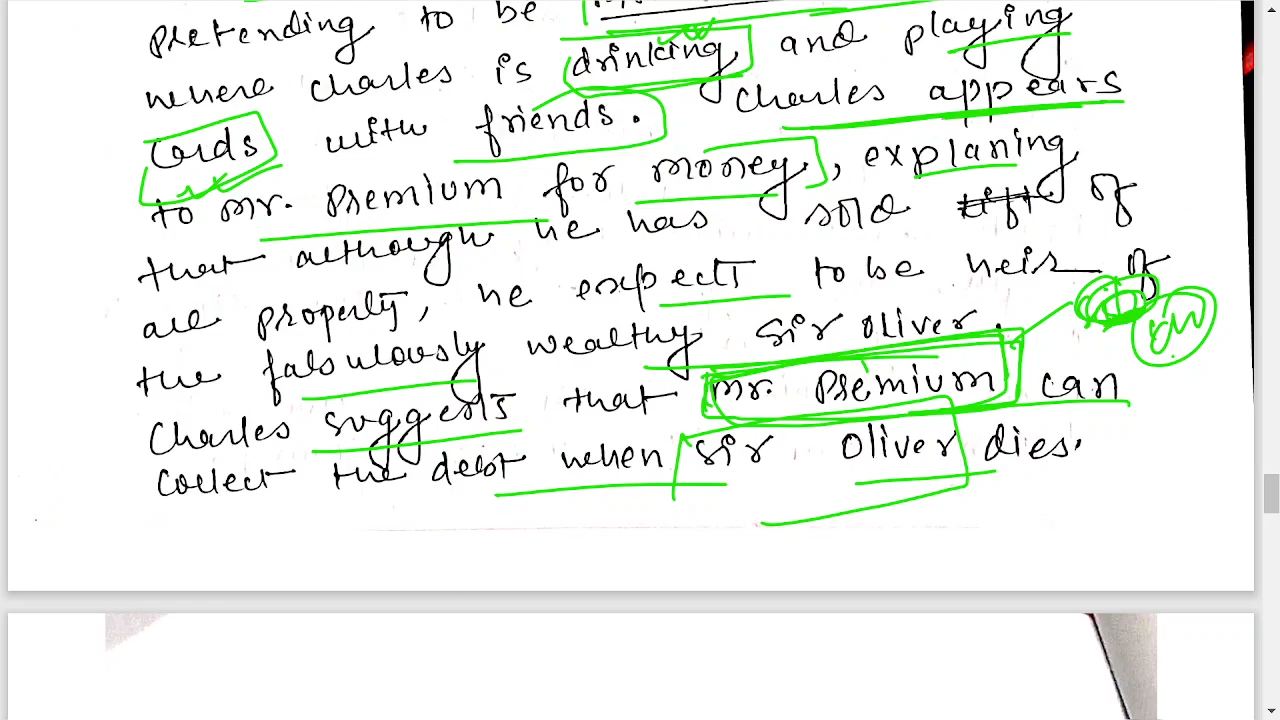 pretending to be
where charles is drinking and playing
cards with friends. charles appears
to mr. premium for money, explaning
that although he has sold of
all property, he expects to be heir of
the fabulously wealthy sir oliver.
Charles suggests that mr. premium can
collect the debt when sir oliver dies.